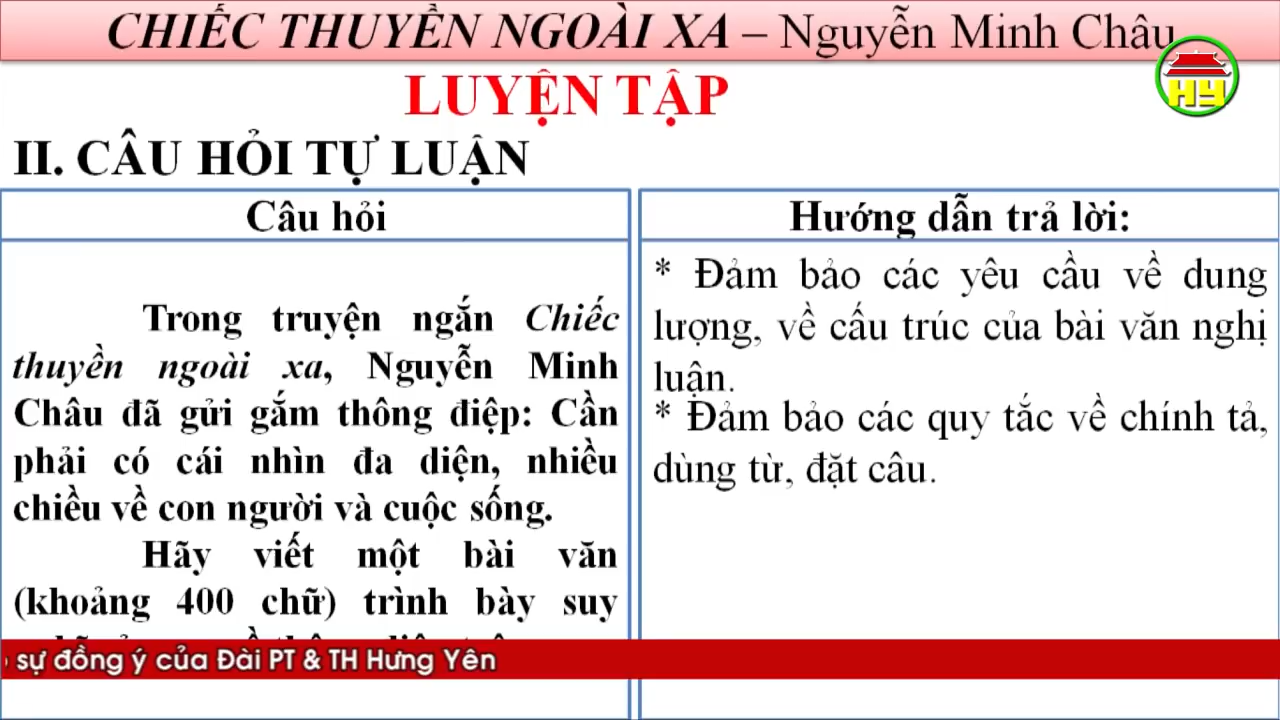 CHIẾC THUYỀN NGOÀI XA – Nguyễn Minh Châu
HY
LUYỆN TẬP
II. CÂU HỎI TỰ LUẬN
Câu hỏi
Trong truyện ngắn Chiếc
thuyền ngoài xa, Nguyễn Minh
Châu đã gửi gắm thông điệp: Cần
phải có cái nhìn đa diện, nhiều
chiều về con người và cuộc sống.
Hãy viết một bài văn
(khoảng 400 chữ) trình bày suy
Hướng dẫn trả lời:
* Đảm bảo các yêu cầu về dung
lượng, về cấu trúc của bài văn nghị
luận.
* Đảm bảo các quy tắc về chính tả,
dùng từ, đặt câu.
sự đồng ý của Đài PT & TH Hưng Yên